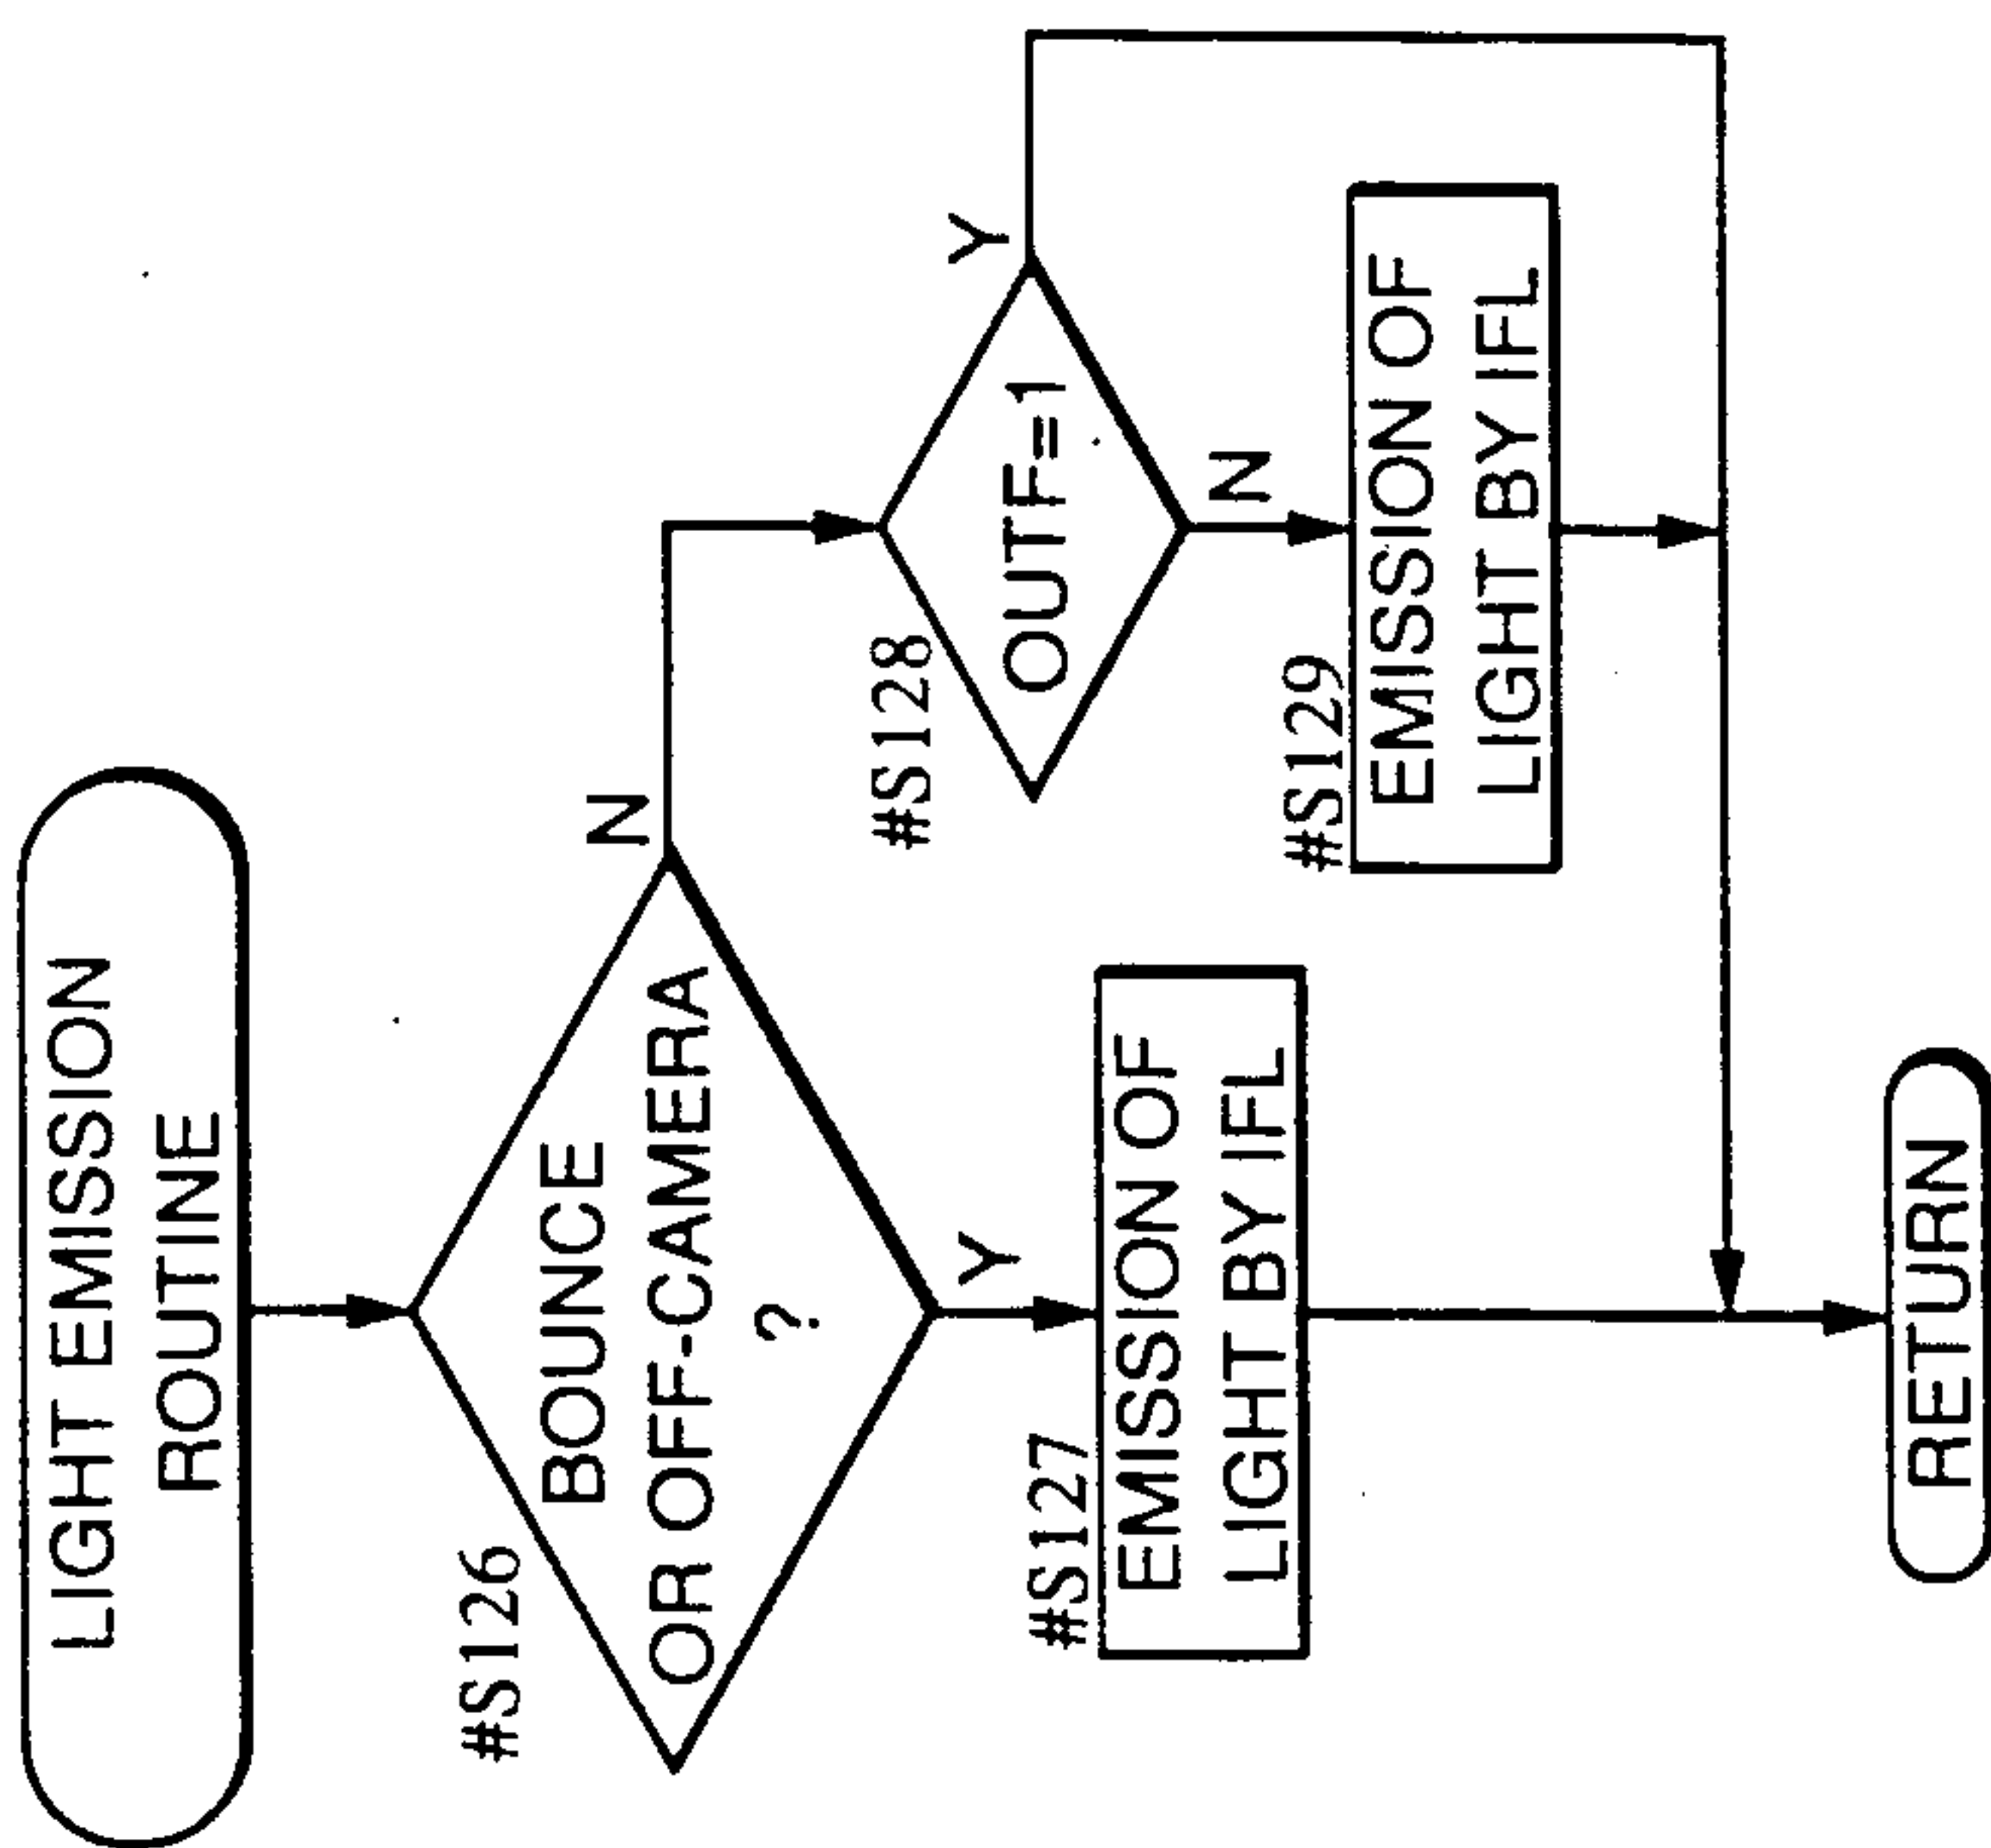 LIGHT EMISSION
ROUTINE
#S126
BOUNCE
OR OFF-CAMERA
?
N
Y
#S127
EMISSION OF
LIGHT BY IFL
#S128
OUTF=1
Y
N
#S129
EMISSION OF
LIGHT BY IFL
RETURN